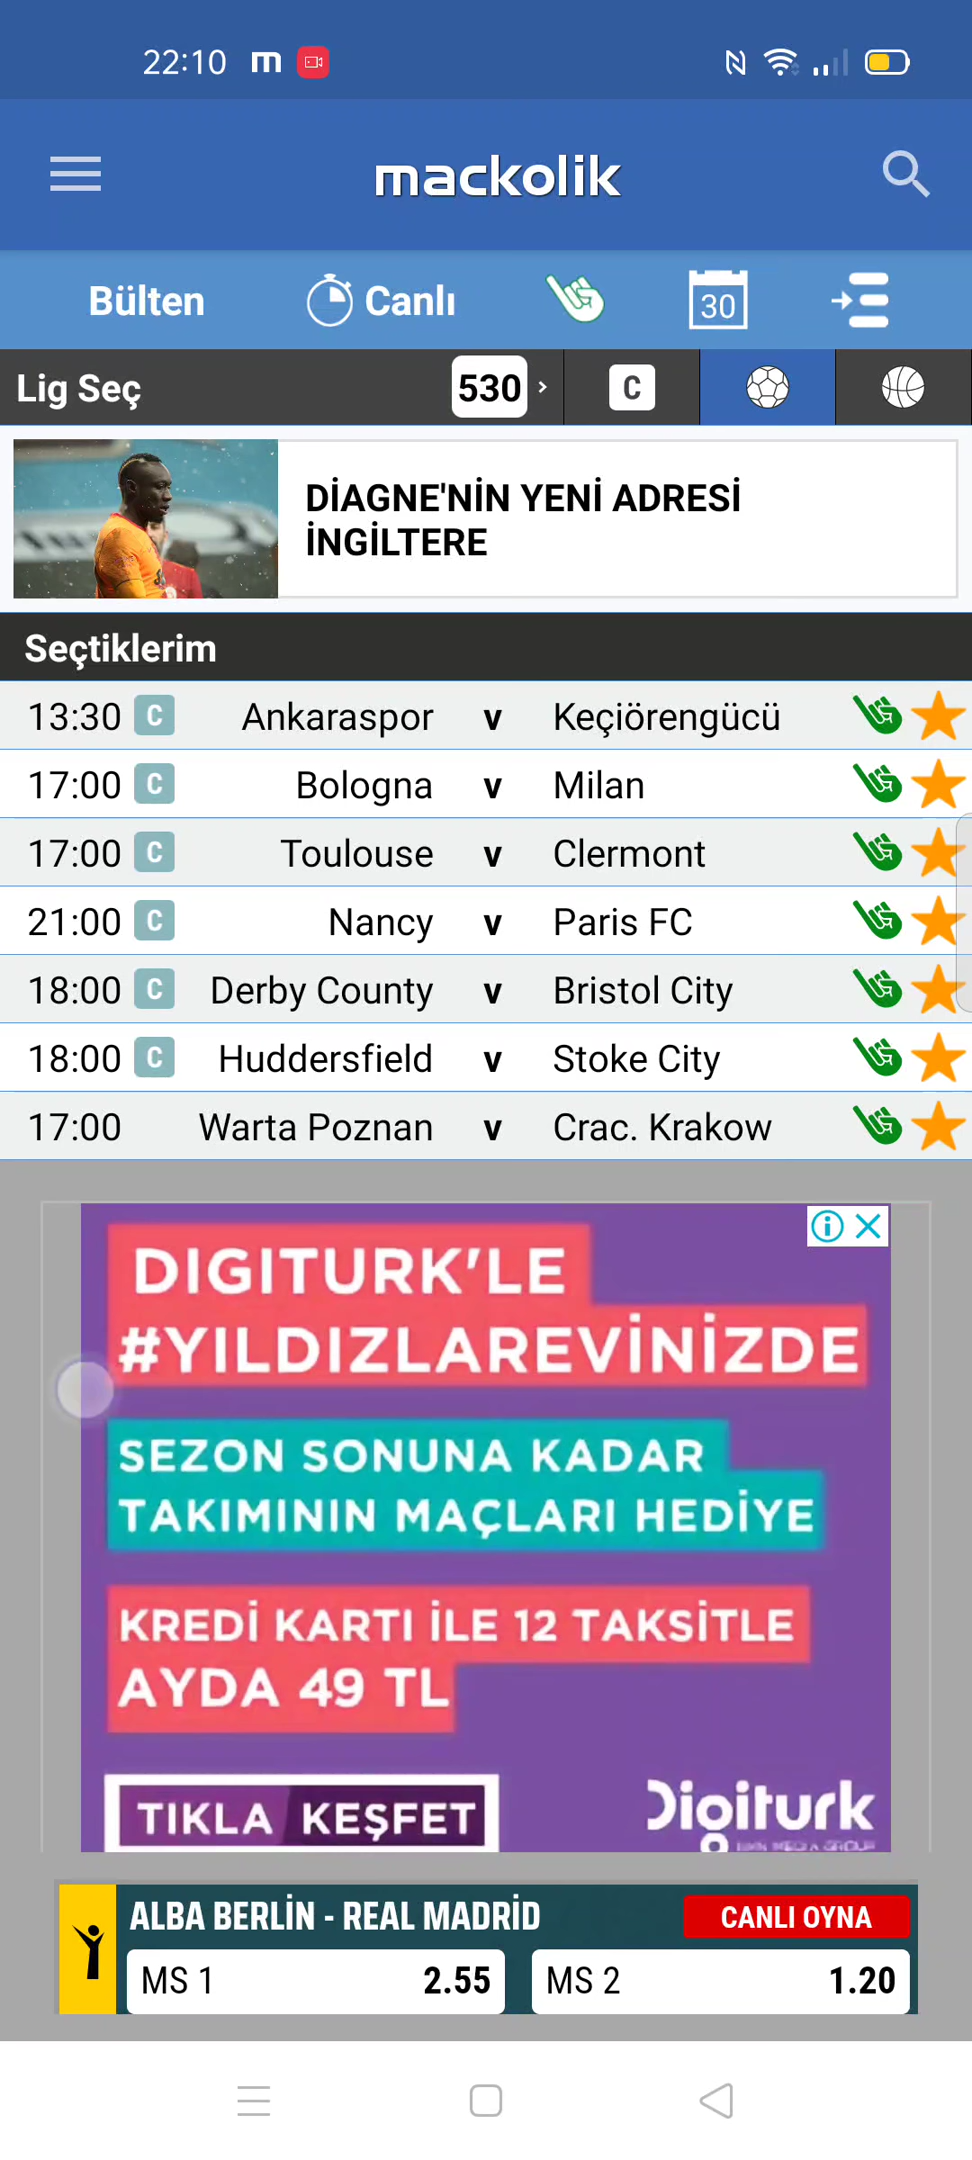 22:10 m
mackolik
Bülten Canlı 30
Lig Seç 530 > C
DİAGNE'NİN YENİ ADRESİ
İNGİLTERE
Seçtiklerim
13:30 C Ankaraspor v Keçiörengücü
17:00 C Bologna v Milan
17:00 C Toulouse v Clermont
21:00 C Nancy v Paris FC
18:00 C Derby County v Bristol City
18:00 C Huddersfield v Stoke City
17:00 Warta Poznan v Crac. Krakow
DIGITURK'LE
#YILDIZLAREVİNİZDE
SEZON SONUNA KADAR
TAKIMININ MAÇLARI HEDİYE
KREDİ KARTI İLE 12 TAKSİTLE
AYDA 49 TL
TIKLA KEŞFET Digiturk
ALBA BERLİN - REAL MADRİD CANLI OYNA
MS 1 2.55 MS 2 1.20